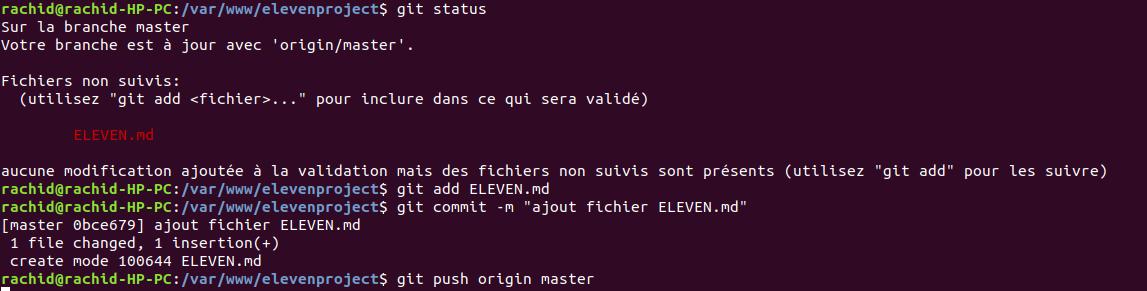 rachid@rachid-HP-PC:/var/www/elevenproject$ git status
Sur la branche master
Votre branche est à jour avec 'origin/master'.
Fichiers non suivis:
(utilisez "git add <fichier>..." pour inclure dans ce qui sera validé)
ELEVEN.md
aucune modification ajoutée à la validation mais des fichiers non suivis sont présents (utilisez "git add" pour les suivre)
rachid@rachid-HP-PC:/var/www/elevenproject$ git add ELEVEN.md
rachid@rachid-HP-PC:/var/www/elevenproject$ git commit -m "ajout fichier ELEVEN.md"
[master 0bce679] ajout fichier ELEVEN.md
1 file changed, 1 insertion(+)
create mode 100644 ELEVEN.md
rachid@rachid-HP-PC:/var/www/elevenproject$ git push origin master